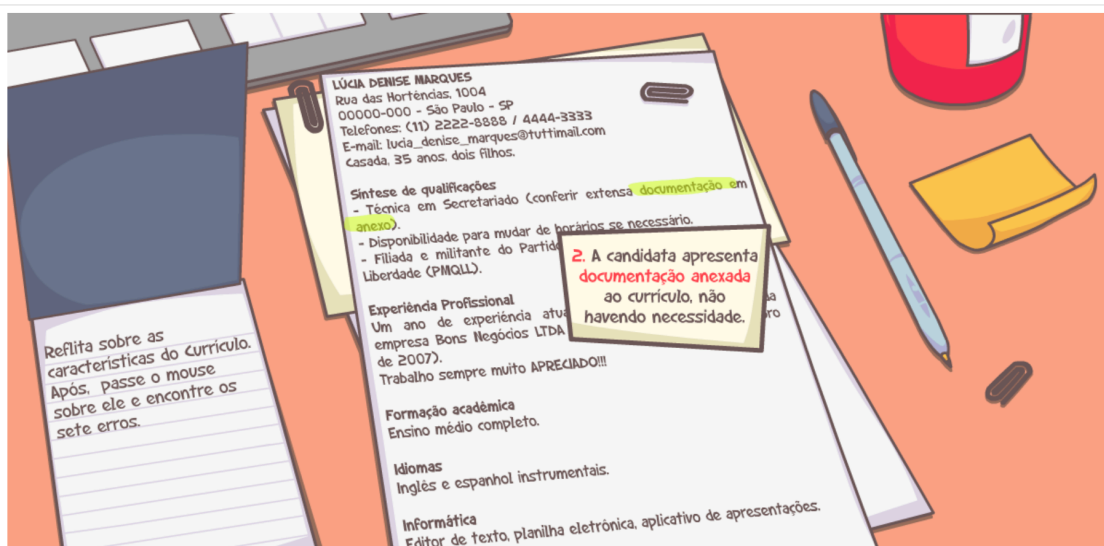 LÚCIA DENISE MARQUES
Rua das Hortências, 1004
00000-000 - São Paulo - SP
Telefones: (11) 2222-8888 / 4444-3333
E-mail: lucia_denise_marques@tuttimail.com
Casada, 35 anos, dois filhos.
Síntese de qualificações
- Técnica em Secretariado (conferir extensa documentação em
anexo).
- Disponibilidade para mudar de horários se necessário.
- Filiada e militante do Partido
Liberdade (PMQLL).
2. A candidata apresenta
documentação anexada
ao currículo, não
havendo necessidade.
Experiência Profissional
Um ano de experiência
empresa Bons Negócios LTDA
de 2007).
Trabalho sempre muito APRECIADO!!!
Formação acadêmica
Ensino médio completo.
Idiomas
Inglês e espanhol instrumentais.
Informática
Editor de texto, planilha eletrônica, aplicativo de apresentações.
Reflita sobre as
características do Currículo.
Após, passe o mouse
sobre ele e encontre os
sete erros.